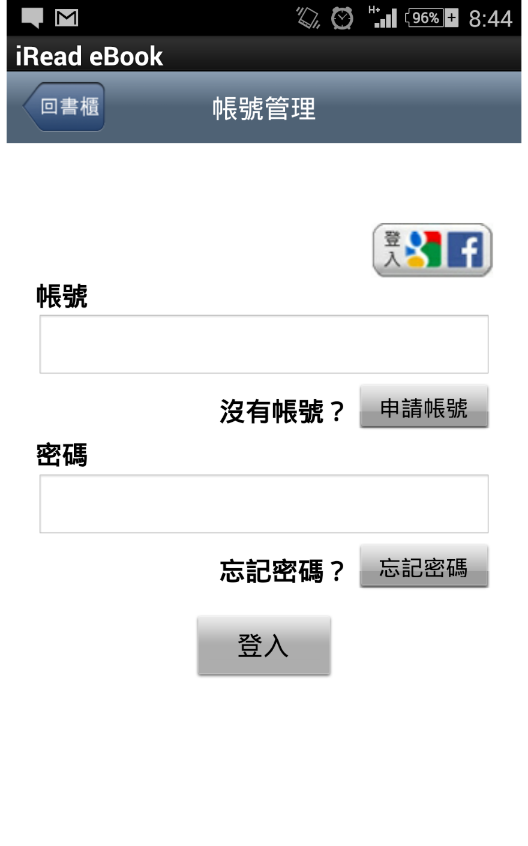 H+ 96% 8:44
iRead eBook
回書櫃 帳號管理
登入
帳號
沒有帳號？ 申請帳號
密碼
忘記密碼？ 忘記密碼
登入